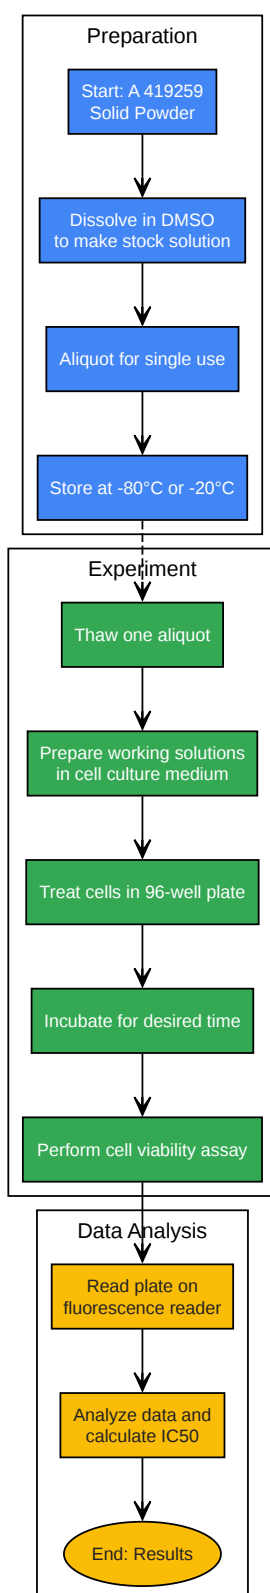 Preparation
Start: A 419259
Solid Powder
Dissolve in DMSO
to make stock solution
Aliquot for single use
Store at -80°C or -20°C
Experiment
Thaw one aliquot
Prepare working solutions
in cell culture medium
Treat cells in 96-well plate
Incubate for desired time
Perform cell viability assay
Data Analysis
Read plate on
fluorescence reader
Analyze data and
calculate IC50
End: Results